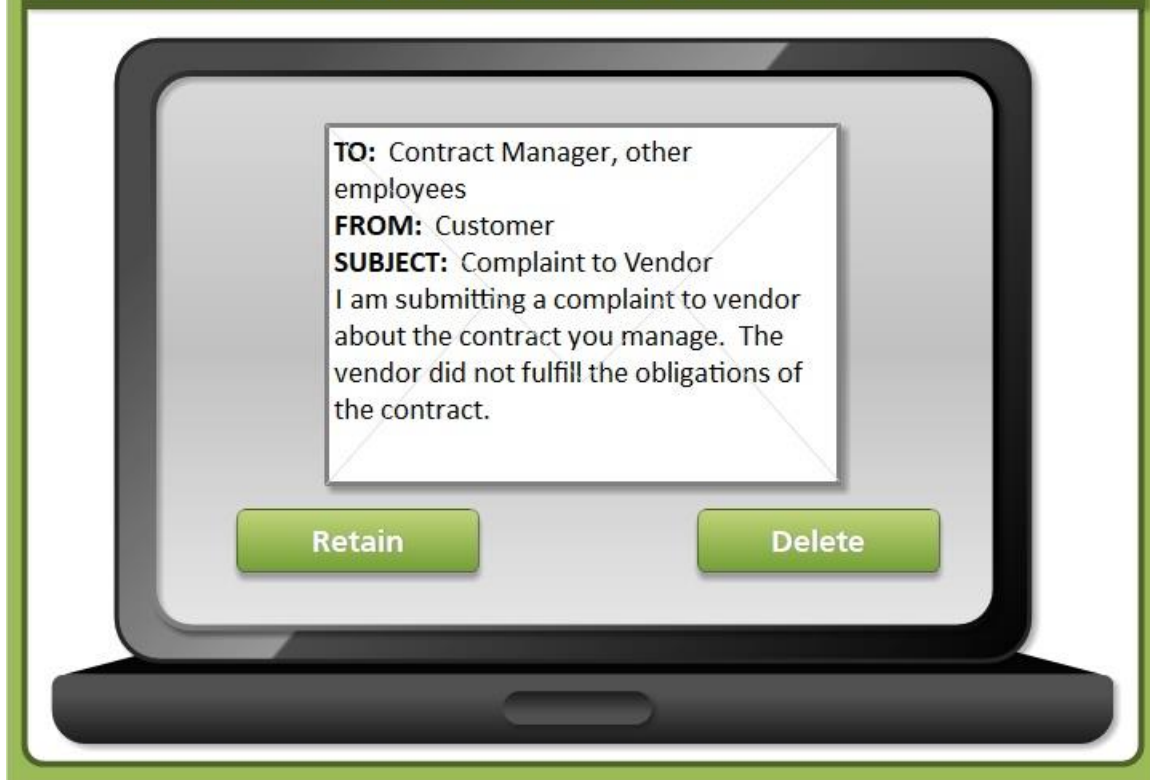 TO: Contract Manager, other
employees
FROM: Customer
SUBJECT: Complaint to Vendor
I am submitting a complaint to vendor
about the contract you manage. The
vendor did not fulfill the obligations of
the contract.
Retain
Delete